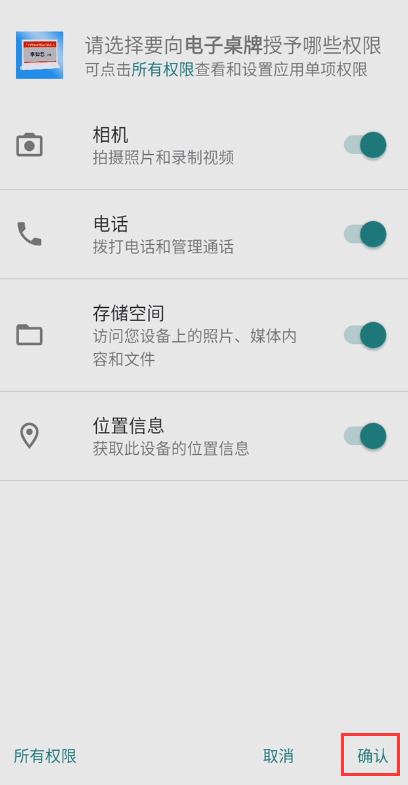 请选择要向电子桌牌授予哪些权限
可点击所有权限查看和设置应用单项权限
相机
拍摄照片和录制视频
电话
拨打电话和管理通话
存储空间
访问您设备上的照片、媒体内
容和文件
位置信息
获取此设备的位置信息
所有权限 取消 确认